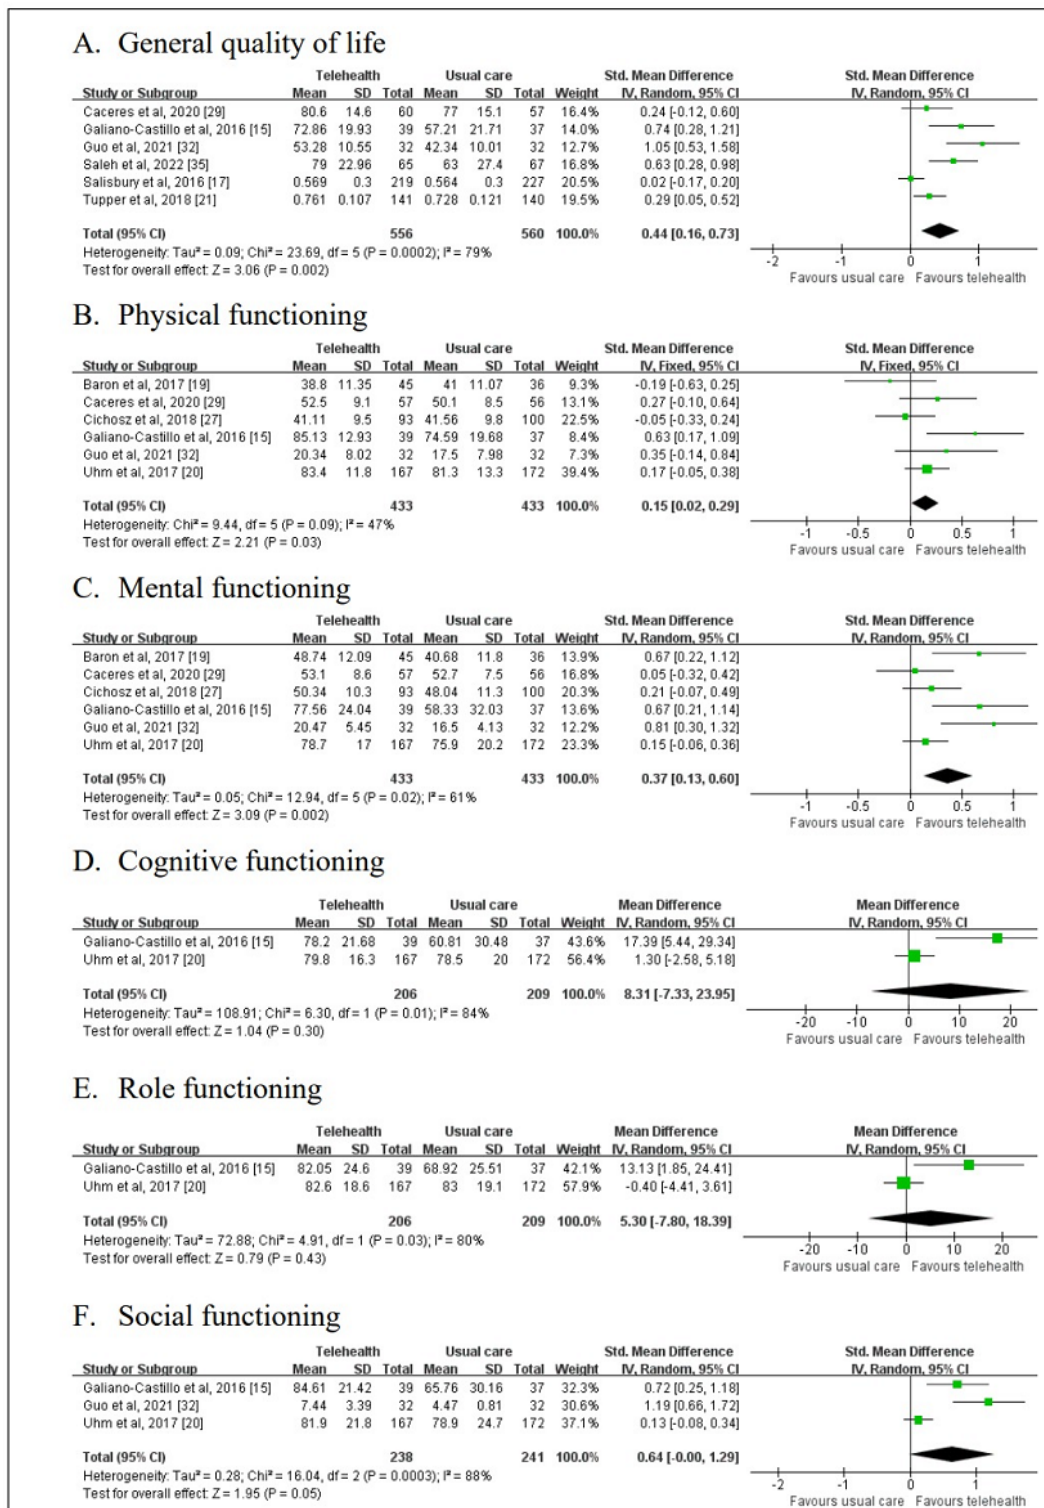 A. General quality of life
Telehealth Usual care Std. Mean Difference Std. Mean Difference
Study or Subgroup Mean SD Total Mean SD Total Weight IV, Random, 95% CI IV, Random, 95% CI
Caceres et al, 2020 [29] 80.6 14.6 60 77 15.1 57 16.4% 0.24 [-0.12, 0.60]
Galiano-Castillo et al, 2016 [15] 72.86 19.93 39 57.21 21.71 37 14.0% 0.74 [0.28, 1.21]
Guo et al, 2021 [32] 53.28 10.55 32 42.34 10.01 32 12.7% 1.05 [0.53, 1.58]
Saleh et al, 2022 [35] 79 22.96 65 63 27.4 67 16.8% 0.63 [0.28, 0.98]
Salisbury et al, 2016 [17] 0.569 0.3 219 0.564 0.3 227 20.5% 0.02 [-0.17, 0.20]
Tupper et al, 2018 [21] 0.761 0.107 141 0.728 0.121 140 19.5% 0.29 [0.05, 0.52]
Total (95% CI) 556 560 100.0% 0.44 [0.16, 0.73]
Heterogeneity: Tau² = 0.09; Chi² = 23.69, df = 5 (P = 0.0002); I² = 79%
Test for overall effect: Z = 3.06 (P = 0.002)
-2 -1 0 1
Favours usual care Favours telehealth
B. Physical functioning
Telehealth Usual care Std. Mean Difference Std. Mean Difference
Study or Subgroup Mean SD Total Mean SD Total Weight IV, Fixed, 95% CI IV, Fixed, 95% CI
Baron et al, 2017 [19] 38.8 11.35 45 41 11.07 36 9.3% -0.19 [-0.63, 0.25]
Caceres et al, 2020 [29] 52.5 9.1 57 50.1 8.5 56 13.2% 0.27 [-0.10, 0.64]
Cichosz et al, 2018 [27] 41.11 9.5 93 41.56 9.8 100 22.5% -0.05 [-0.33, 0.24]
Galiano-Castillo et al, 2016 [15] 85.13 12.93 39 74.59 19.68 37 8.4% 0.63 [0.17, 1.09]
Guo et al, 2021 [32] 20.34 8.02 32 17.5 7.98 32 7.3% 0.35 [-0.14, 0.84]
Uhm et al, 2017 [20] 83.4 11.8 167 81.3 13.3 172 39.4% 0.17 [-0.05, 0.38]
Total (95% CI) 433 433 100.0% 0.15 [0.02, 0.29]
Heterogeneity: Chi² = 9.44, df = 5 (P = 0.09); I² = 47%
Test for overall effect: Z = 2.21 (P = 0.03)
-1 -0.5 0 0.5 1
Favours usual care Favours telehealth
C. Mental functioning
Telehealth Usual care Std. Mean Difference Std. Mean Difference
Study or Subgroup Mean SD Total Mean SD Total Weight IV, Random, 95% CI IV, Random, 95% CI
Baron et al, 2017 [19] 48.74 12.09 45 40.68 11.8 36 13.9% 0.67 [0.22, 1.12]
Caceres et al, 2020 [29] 53.1 8.6 57 52.7 7.5 56 16.8% 0.05 [-0.32, 0.42]
Cichosz et al, 2018 [27] 50.34 10.3 93 48.04 11.3 100 20.3% 0.21 [-0.07, 0.49]
Galiano-Castillo et al, 2016 [15] 77.56 24.04 39 58.33 32.03 37 13.6% 0.67 [0.21, 1.14]
Guo et al, 2021 [32] 20.47 5.45 32 16.5 4.13 32 12.0% 0.81 [0.30, 1.32]
Uhm et al, 2017 [20] 78.7 17 167 75.9 20.2 172 23.3% 0.15 [-0.06, 0.36]
Total (95% CI) 433 433 100.0% 0.37 [0.13, 0.60]
Heterogeneity: Tau² = 0.05; Chi² = 12.94, df = 5 (P = 0.02); I² = 61%
Test for overall effect: Z = 3.09 (P = 0.002)
-1 -0.5 0 0.5 1
Favours usual care Favours telehealth
D. Cognitive functioning
Telehealth Usual care Mean Difference Mean Difference
Study or Subgroup Mean SD Total Mean SD Total Weight IV, Random, 95% CI IV, Random, 95% CI
Galiano-Castillo et al, 2016 [15] 78.2 21.68 39 60.81 30.48 37 43.6% 17.39 [5.44, 29.34]
Uhm et al, 2017 [20] 79.8 16.3 167 78.5 20 172 56.4% 1.30 [-2.58, 5.18]
Total (95% CI) 206 209 100.0% 8.31 [-7.33, 23.95]
Heterogeneity: Tau² = 108.91; Chi² = 6.30, df = 1 (P = 0.01); I² = 84%
Test for overall effect: Z = 1.04 (P = 0.30)
-20 -10 0 10 20
Favours usual care Favours telehealth
E. Role functioning
Telehealth Usual care Mean Difference Mean Difference
Study or Subgroup Mean SD Total Mean SD Total Weight IV, Random, 95% CI IV, Random, 95% CI
Galiano-Castillo et al, 2016 [15] 82.05 24.6 39 68.92 25.51 37 42.1% 13.13 [1.85, 24.41]
Uhm et al, 2017 [20] 82.6 18.6 167 83 19.1 172 57.9% -0.40 [-4.41, 3.61]
Total (95% CI) 206 209 100.0% 5.30 [-7.80, 18.39]
Heterogeneity: Tau² = 72.88; Chi² = 4.91, df = 1 (P = 0.03); I² = 80%
Test for overall effect: Z = 0.79 (P = 0.43)
-20 -10 0 10 20
Favours usual care Favours telehealth
F. Social functioning
Telehealth Usual care Std. Mean Difference Std. Mean Difference
Study or Subgroup Mean SD Total Mean SD Total Weight IV, Random, 95% CI IV, Random, 95% CI
Galiano-Castillo et al, 2016 [15] 84.61 21.42 39 65.76 30.16 37 32.3% 0.72 [0.25, 1.18]
Guo et al, 2021 [32] 7.44 3.39 32 4.47 0.81 32 30.6% 1.19 [0.66, 1.72]
Uhm et al, 2017 [20] 81.9 21.8 167 78.9 24.7 172 37.1% 0.13 [-0.08, 0.34]
Total (95% CI) 238 241 100.0% 0.64 [-0.00, 1.29]
Heterogeneity: Tau² = 0.28; Chi² = 16.04, df = 2 (P = 0.0003); I² = 88%
Test for overall effect: Z = 1.95 (P = 0.05)
-2 -1 0 1
Favours usual care Favours telehealth